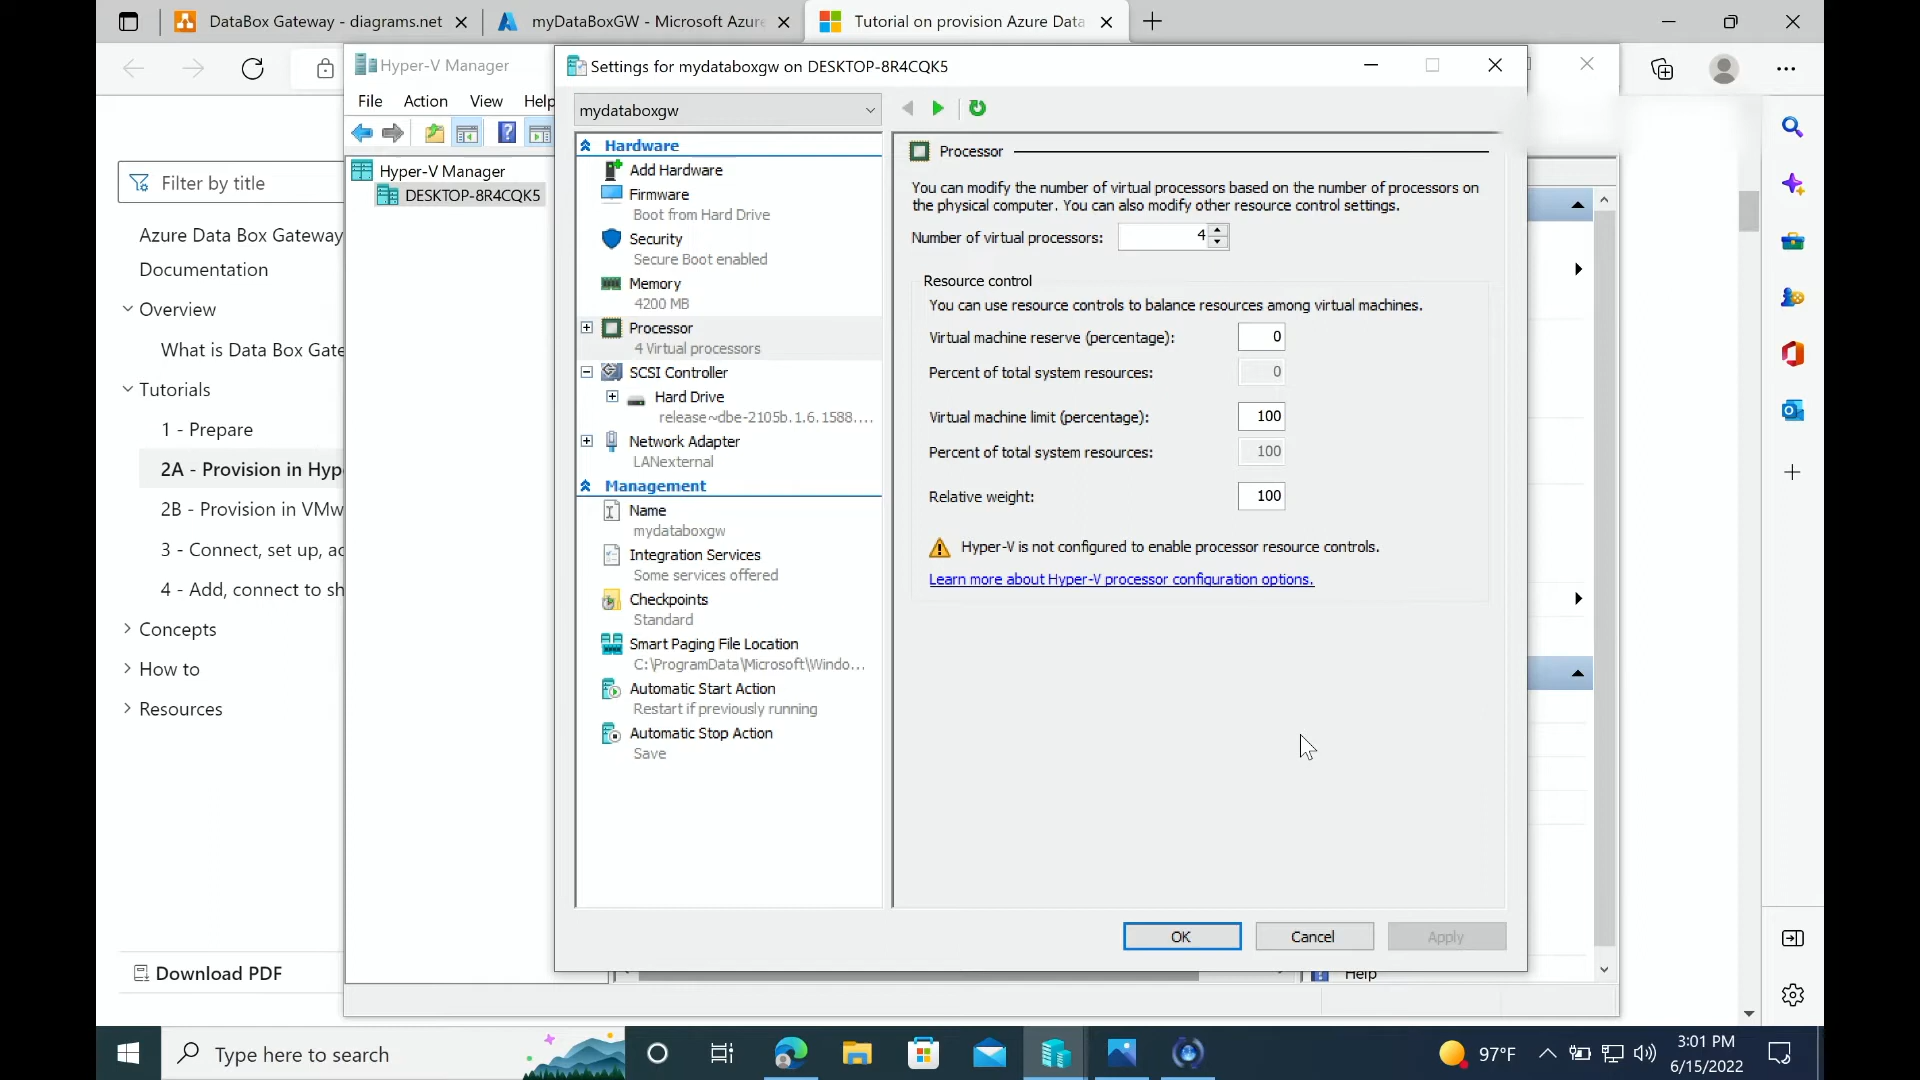 DataBox Gateway - diagrams.net
myDataBoxGW - Microsoft Azure
Tutorial on provision Azure Data
Hyper-V Manager
File Action View Help
Hyper-V Manager
DESKTOP-8R4CQK5
Filter by title
Azure Data Box Gateway
Documentation
Overview
What is Data Box Gate
Tutorials
1 - Prepare
2A - Provision in Hyp
2B - Provision in VMw
3 - Connect, set up, ac
4 - Add, connect to sh
Concepts
How to
Resources
Download PDF
Settings for mydataboxgw on DESKTOP-8R4CQK5
mydataboxgw
Hardware
Add Hardware
Firmware
Boot from Hard Drive
Security
Secure Boot enabled
Memory
4200 MB
Processor
4 Virtual processors
SCSI Controller
Hard Drive
release~dbe-2105b.1.6.1588....
Network Adapter
LANexternal
Management
Name
mydataboxgw
Integration Services
Some services offered
Checkpoints
Standard
Smart Paging File Location
C:\ProgramData\Microsoft\Windo...
Automatic Start Action
Restart if previously running
Automatic Stop Action
Save
Processor
You can modify the number of virtual processors based on the number of processors on
the physical computer. You can also modify other resource control settings.
Number of virtual processors: 4
Resource control
You can use resource controls to balance resources among virtual machines.
Virtual machine reserve (percentage): 0
Percent of total system resources: 0
Virtual machine limit (percentage): 100
Percent of total system resources: 100
Relative weight: 100
Hyper-V is not configured to enable processor resource controls.
Learn more about Hyper-V processor configuration options.
OK Cancel Apply
Help
Type here to search
97°F
3:01 PM
6/15/2022